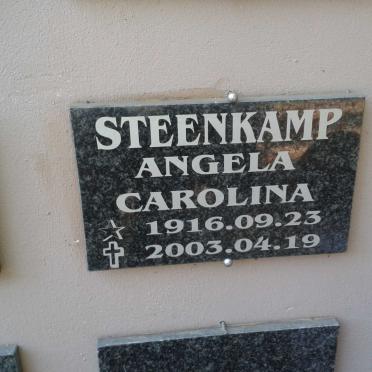 STEENKAMP
ANGELA
CAROLINA
1916.09.23
2003.04.19